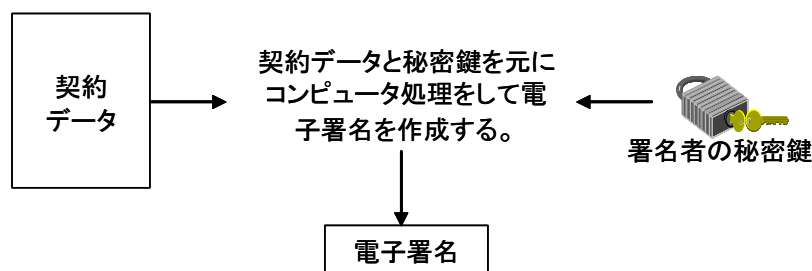 契約
データ
契約データと秘密鍵を元に
コンピュータ処理をして電
子署名を作成する。
署名者の秘密鍵
電子署名